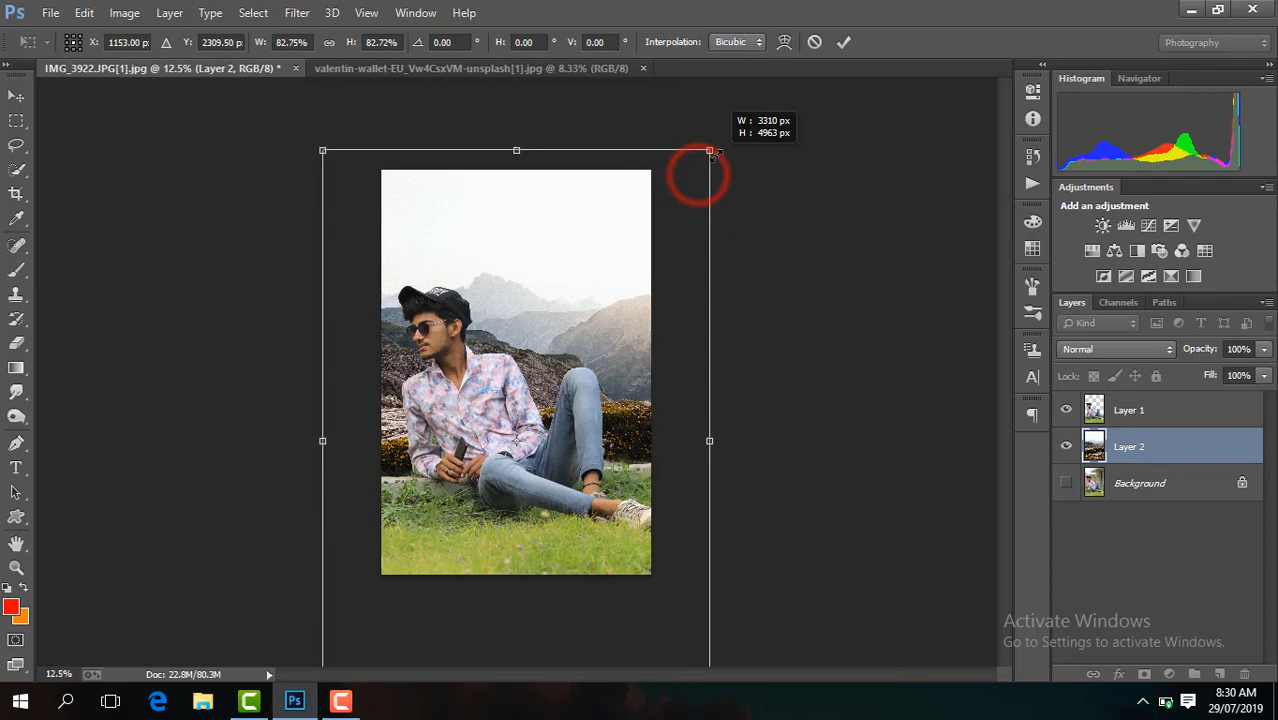 Ps File Edit Image Layer Type Select Filter 3D View Window Help
X: 1153.00 px Y: 2309.50 px W: 82.75% H: 82.72% 0.00 ° H: 0.00 V: 0.00 ° Interpolation: Bicubic Photography
IMG_3922.JPG[1].jpg @ 12.5% (Layer 2, RGB/8) * × valentin-wallet-EU_Vw4CsxVM-unsplash[1].jpg @ 8.33% (RGB/8) ×
Histogram Navigator
W : 3310 px
H : 4963 px
Adjustments
Add an adjustment
Layers Channels Paths
Kind
Normal Opacity: 100%
Lock: Fill: 100%
Layer 1
Layer 2
Background
Activate Windows
Go to Settings to activate Windows.
12.5% Doc: 22.8M/80.3M
8:30 AM
29/07/2019